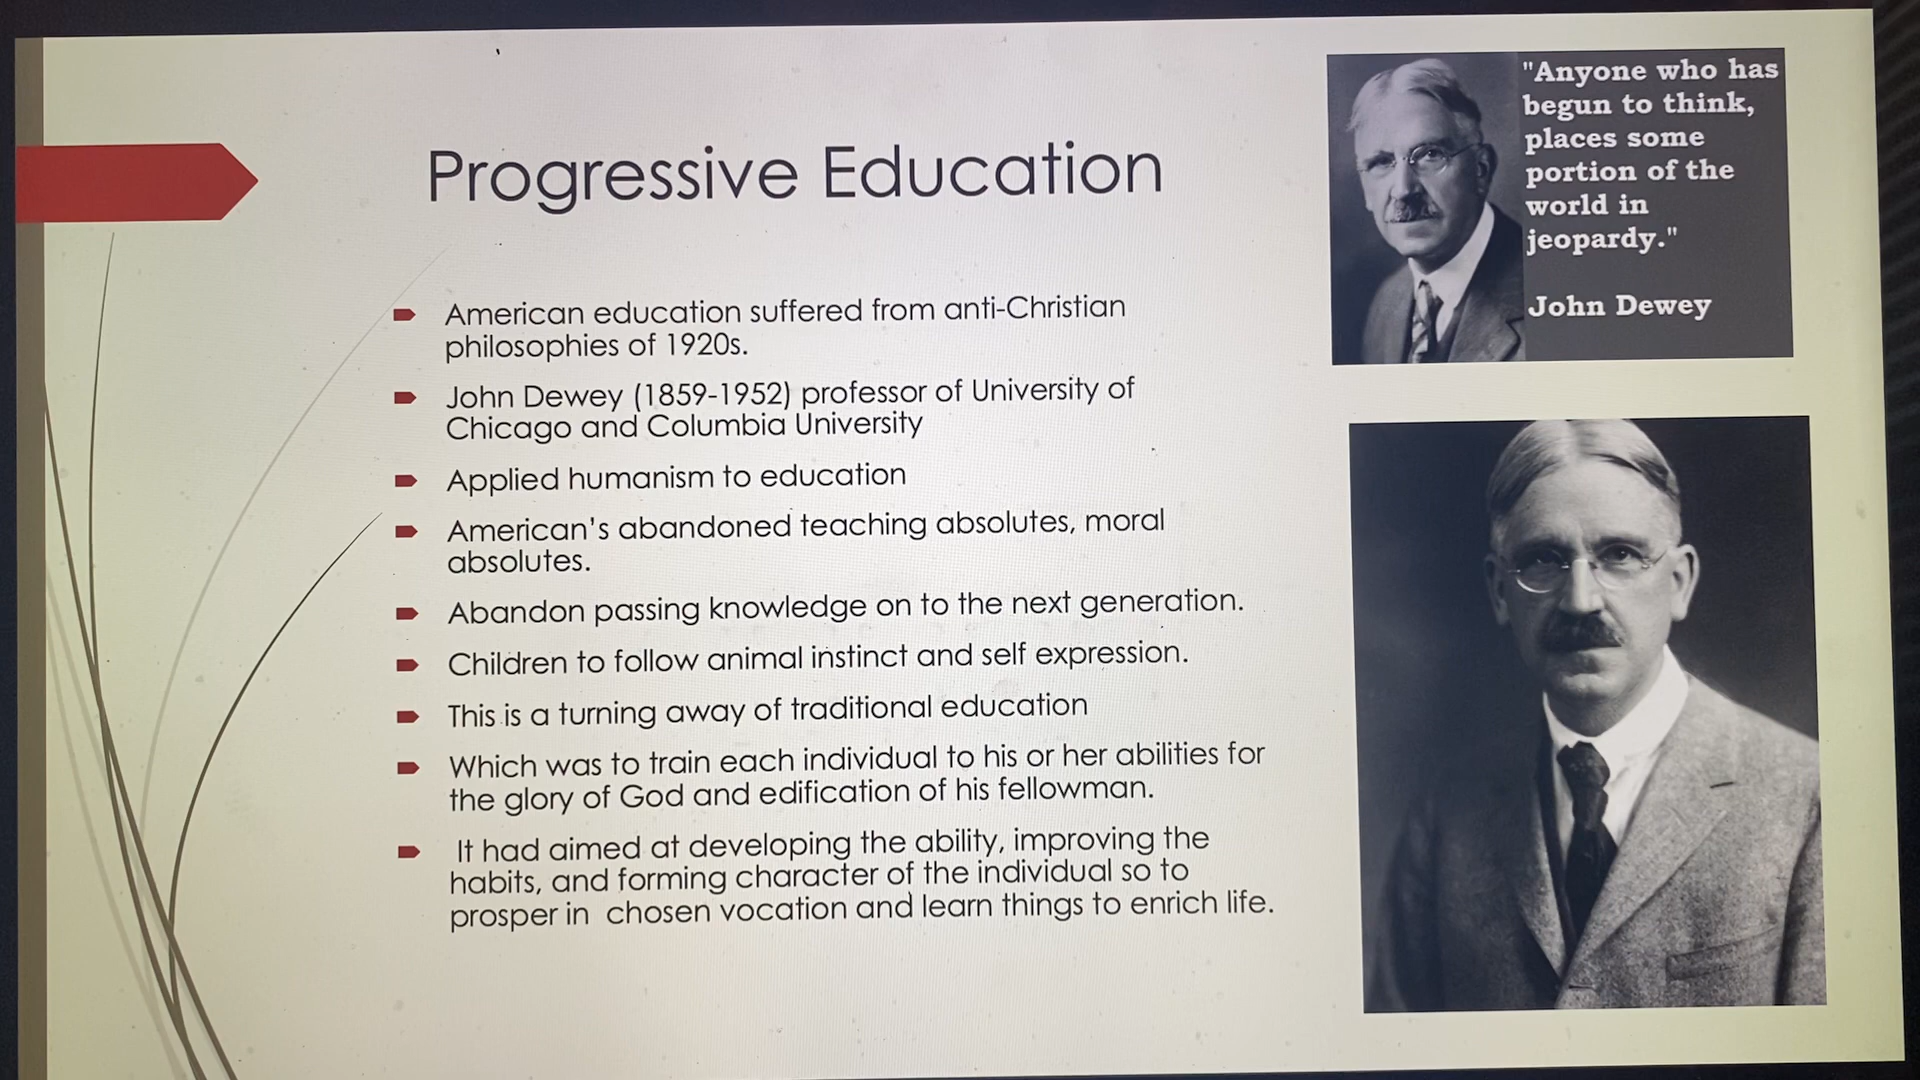 Progressive Education
American education suffered from anti-Christian
philosophies of 1920s.
John Dewey (1859-1952) professor of University of
Chicago and Columbia University
Applied humanism to education
American's abandoned teaching absolutes, moral
absolutes.
Abandon passing knowledge on to the next generation.
Children to follow animal instinct and self expression.
This is a turning away of traditional education
Which was to train each individual to his or her abilities for
the glory of God and edification of his fellowman.
It had aimed at developing the ability, improving the
habits, and forming character of the individual so to
prosper in chosen vocation and learn things to enrich life.
"Anyone who has
begun to think,
places some
portion of the
world in
jeopardy."
John Dewey